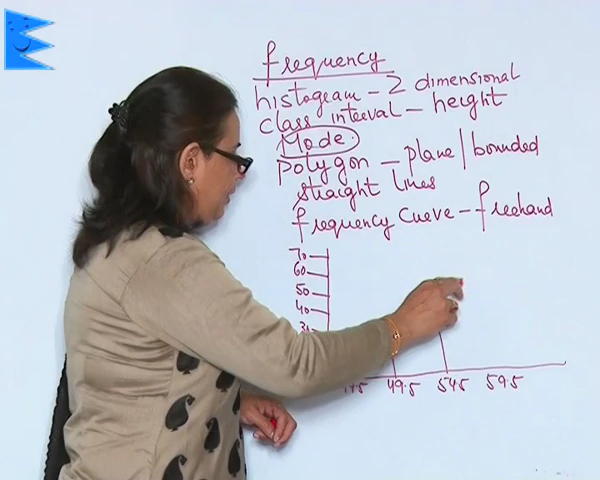 frequency
histogram - 2 dimensional
Class interval - height
Mode
Polygon - plane / bounded
straight lines
frequency Curve - freehand
70
60
50
40
49.5 54.5 59.5